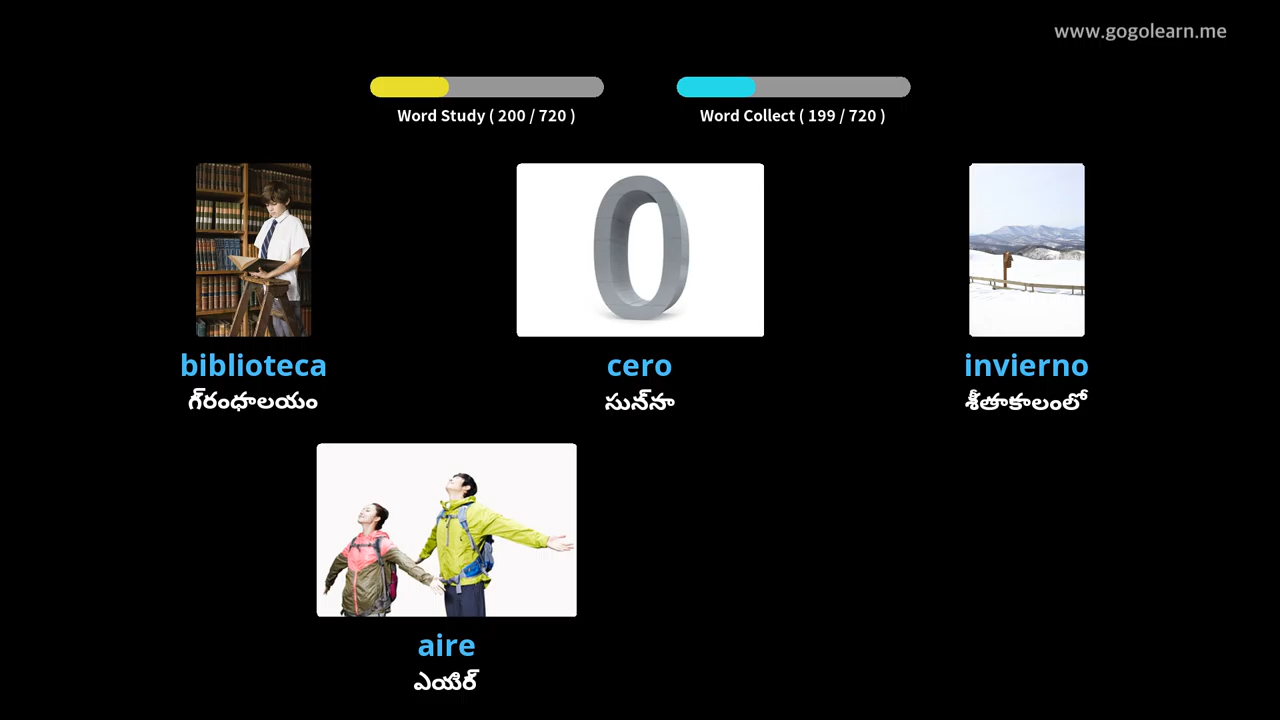 www.gogolearn.me
Word Study ( 200 / 720 )
Word Collect ( 199 / 720 )
biblioteca
గ్రంధాలయం
cero
సున్నా
invierno
శీతాకాలంలో
aire
ఎయిర్